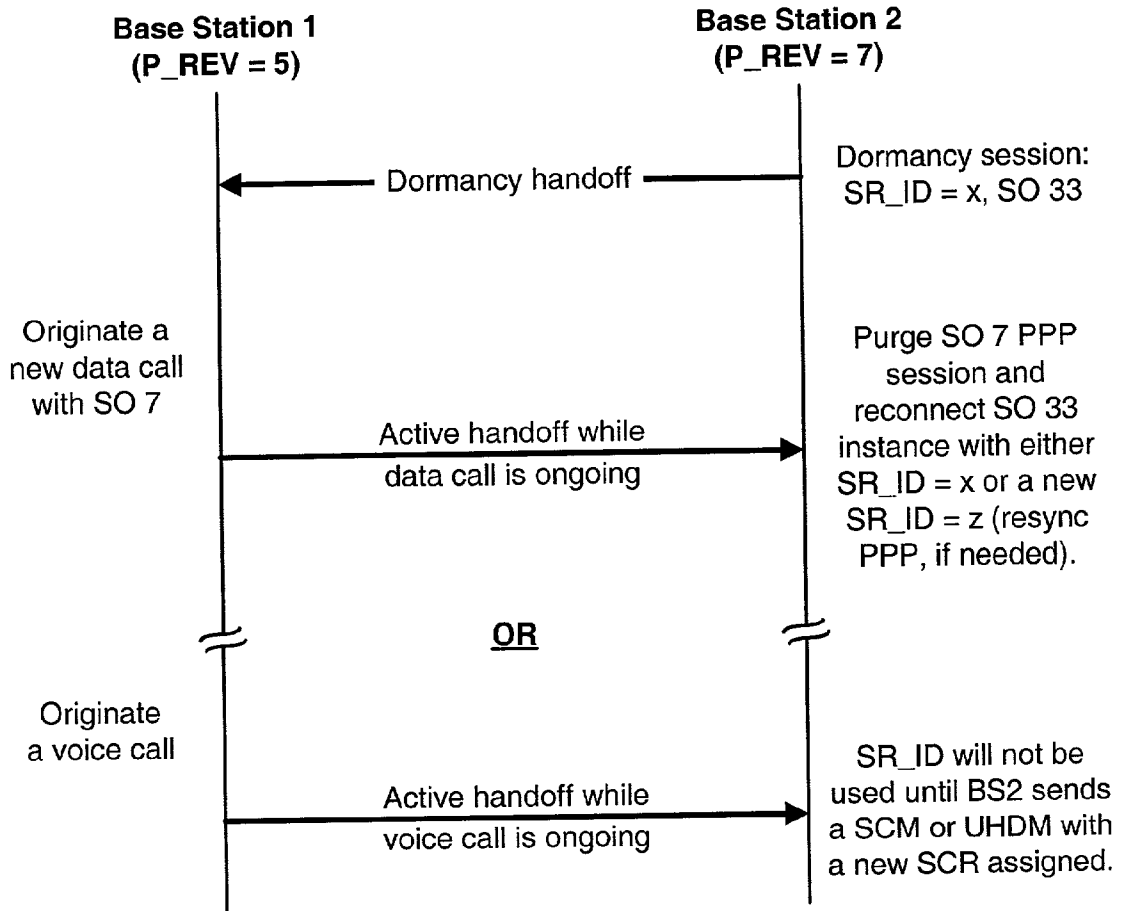 Base Station 1
(P_REV = 5)
Base Station 2
(P_REV = 7)
Dormancy handoff
Dormancy session:
SR_ID = x, SO 33
Originate a
new data call
with SO 7
Active handoff while
data call is ongoing
Purge SO 7 PPP
session and
reconnect SO 33
instance with either
SR_ID = x or a new
SR_ID = z (resync
PPP, if needed).
OR
Originate
a voice call
Active handoff while
voice call is ongoing
SR_ID will not be
used until BS2 sends
a SCM or UHDM with
a new SCR assigned.